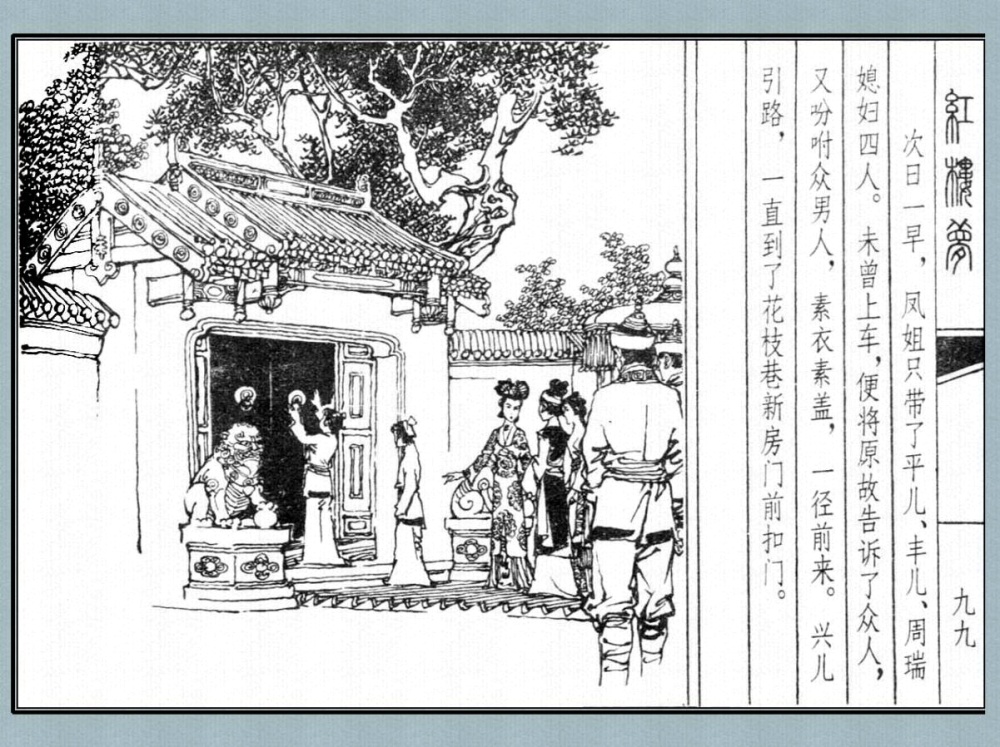 紅樓夢
九九
次日一早，凤姐只带了平儿、丰儿、周瑞
媳妇四人。未曾上车，便将原故告诉了众人，
又吩咐众男人，素衣素盖，一径前来。兴儿
引路，一直到了花枝巷新房门前扣门。